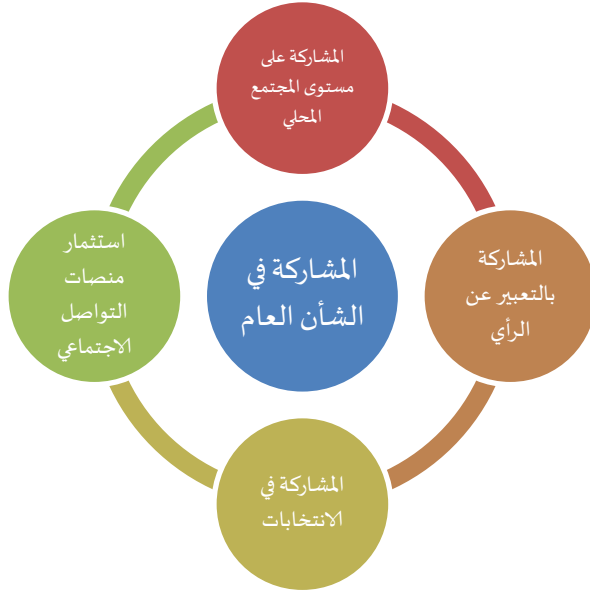 المشاركة على
مستوى المجتمع
المحلي
المشاركة
بالتعبير عن
الرأي
المشاركة في
الشأن العام
استثمار
منصات
التواصل
الاجتماعي
المشاركة في
الانتخابات